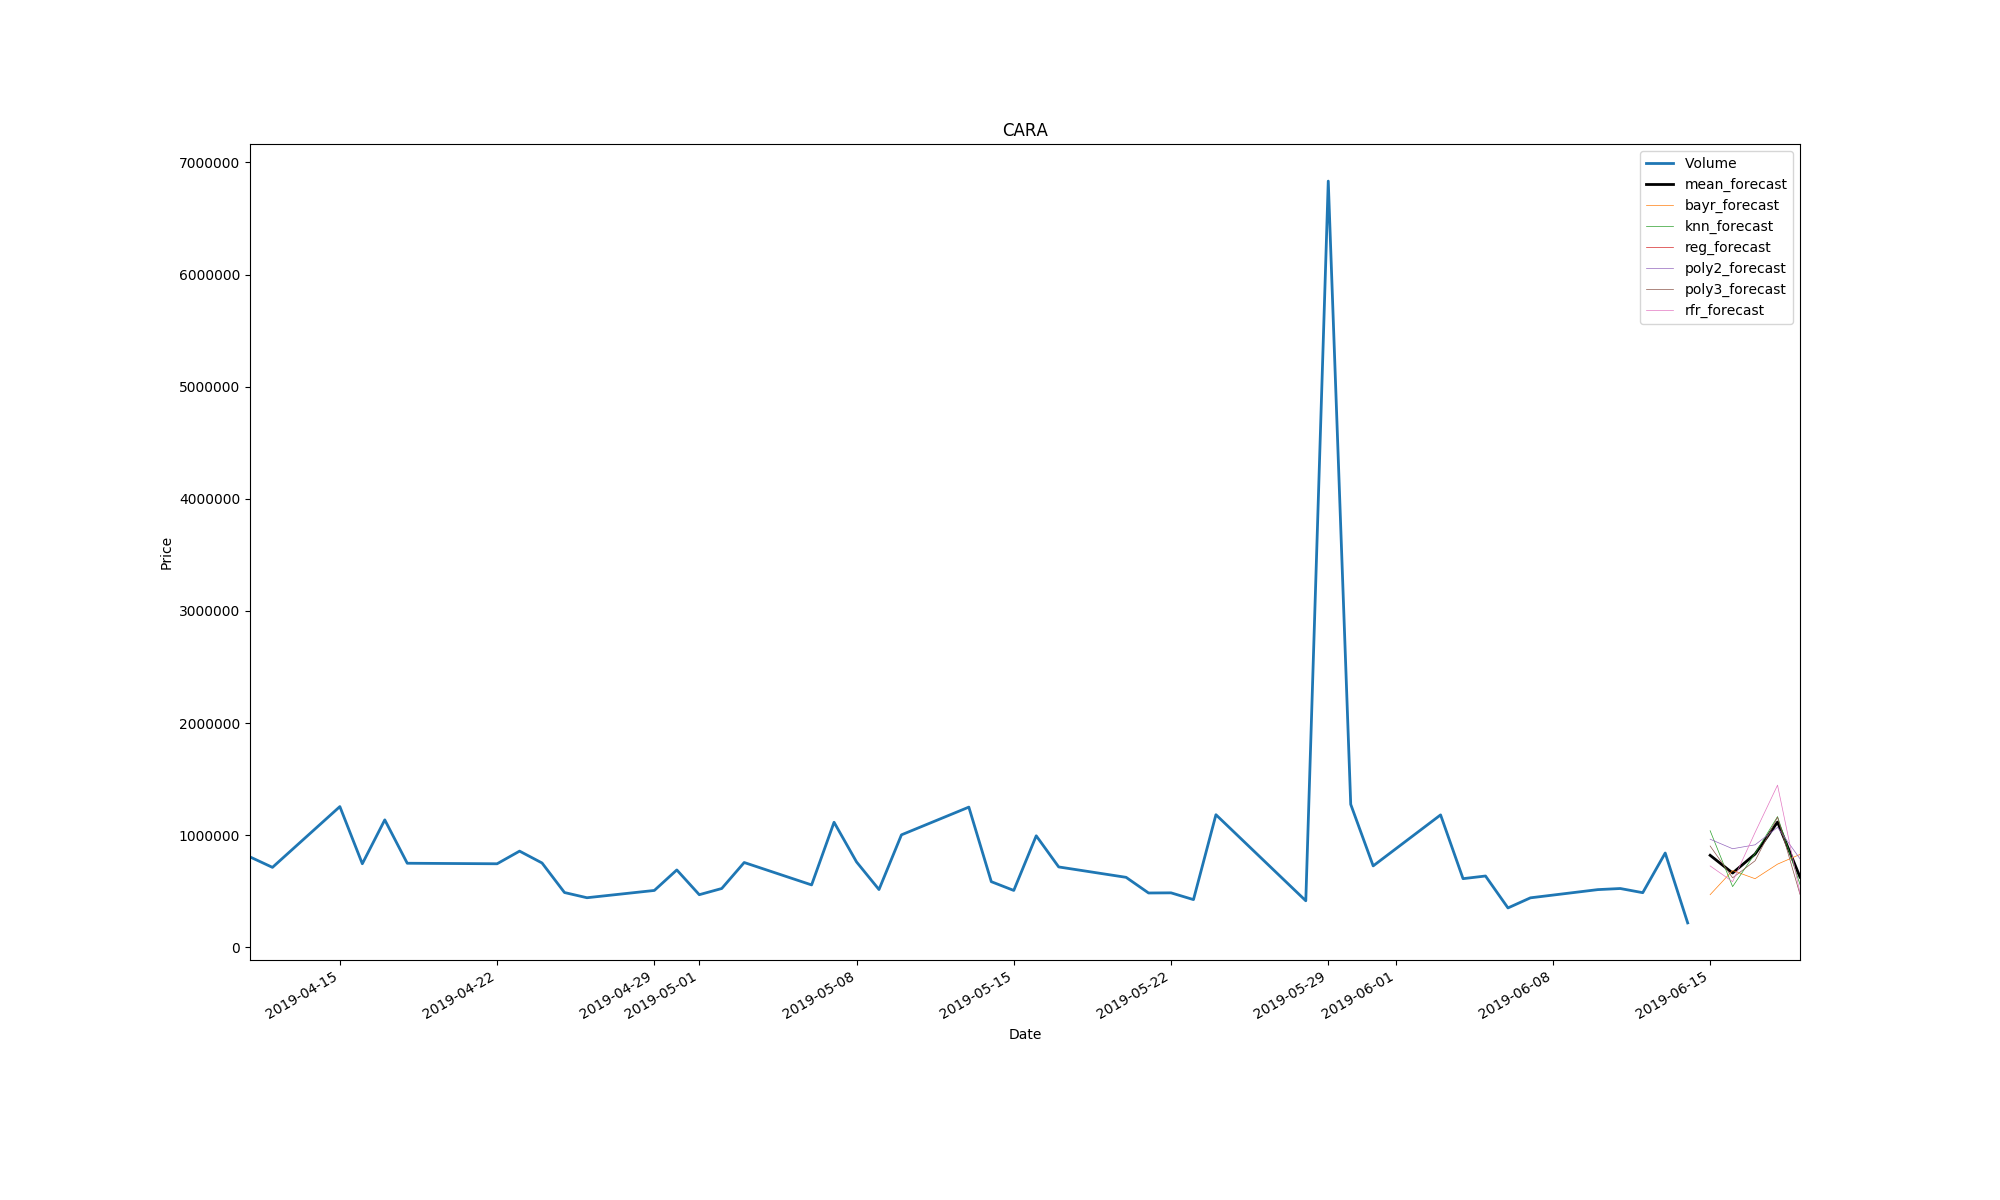 CARA
7000000
6000000
5000000
4000000
3000000
2000000
1000000
0
Price
Volume
mean_forecast
bayr_forecast
knn_forecast
reg_forecast
poly2_forecast
poly3_forecast
rfr_forecast
2019-04-15
2019-04-22
2019-04-29
2019-05-01
2019-05-08
2019-05-15
2019-05-22
2019-05-29
2019-06-01
2019-06-08
2019-06-15
Date